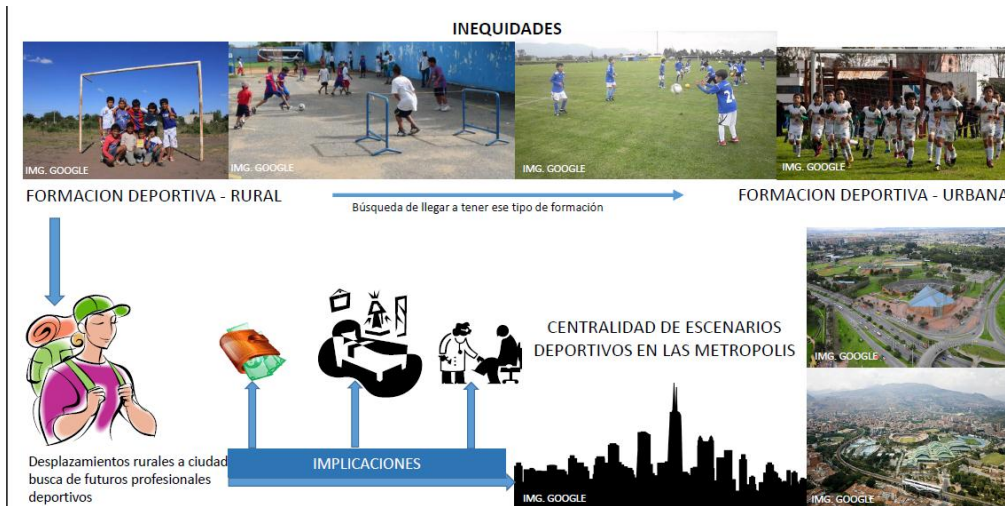 INEQUIDADES
IMG. GOOGLE
IMG. GOOGLE
IMG. GOOGLE
IMG. GOOGLE
FORMACION DEPORTIVA - RURAL
Búsqueda de llegar a tener ese tipo de formación
FORMACION DEPORTIVA - URBANA
CENTRALIDAD DE ESCENARIOS
DEPORTIVOS EN LAS METROPOLIS
IMG. GOOGLE
Desplazamientos rurales a ciudad
busca de futuros profesionales
deportivos
IMPLICACIONES
IMG. GOOGLE
IMG. GOOGLE